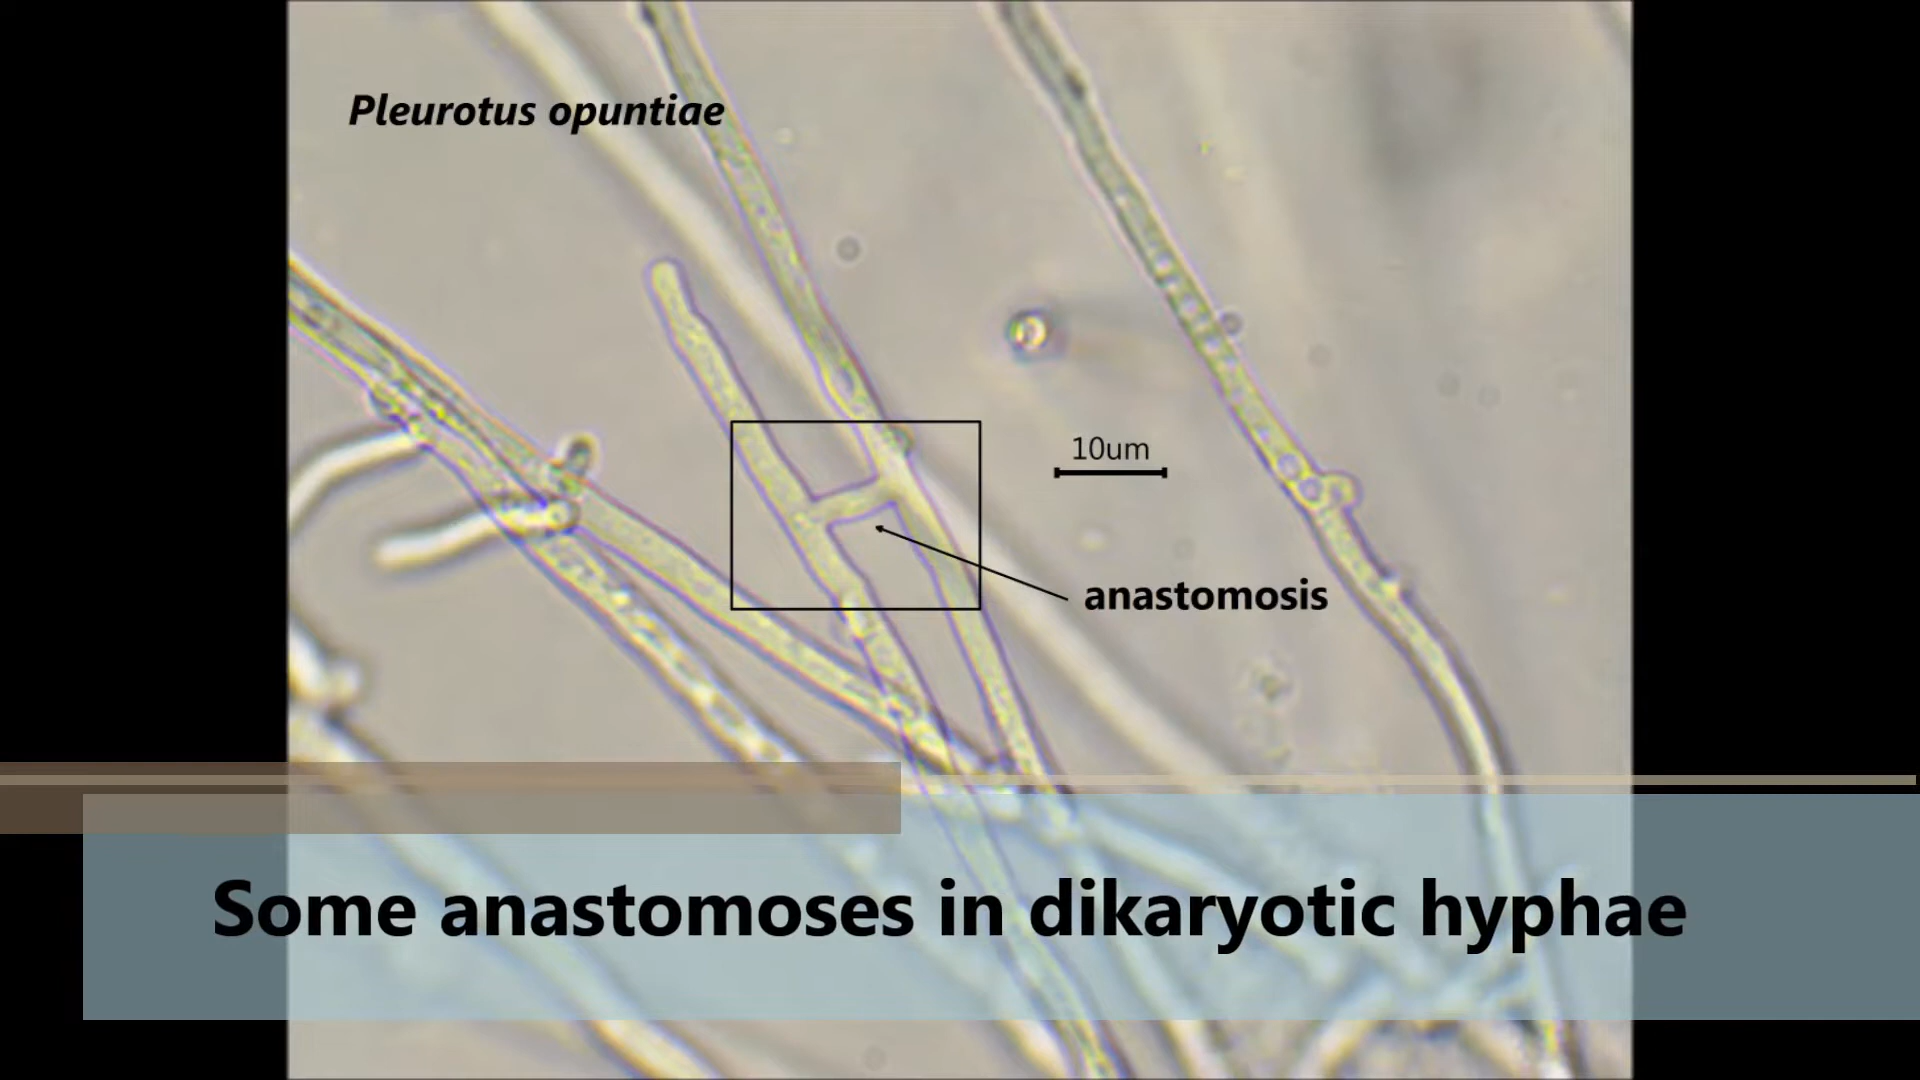 Pleurotus opuntiae
10um
anastomosis
Some anastomoses in dikaryotic hyphae